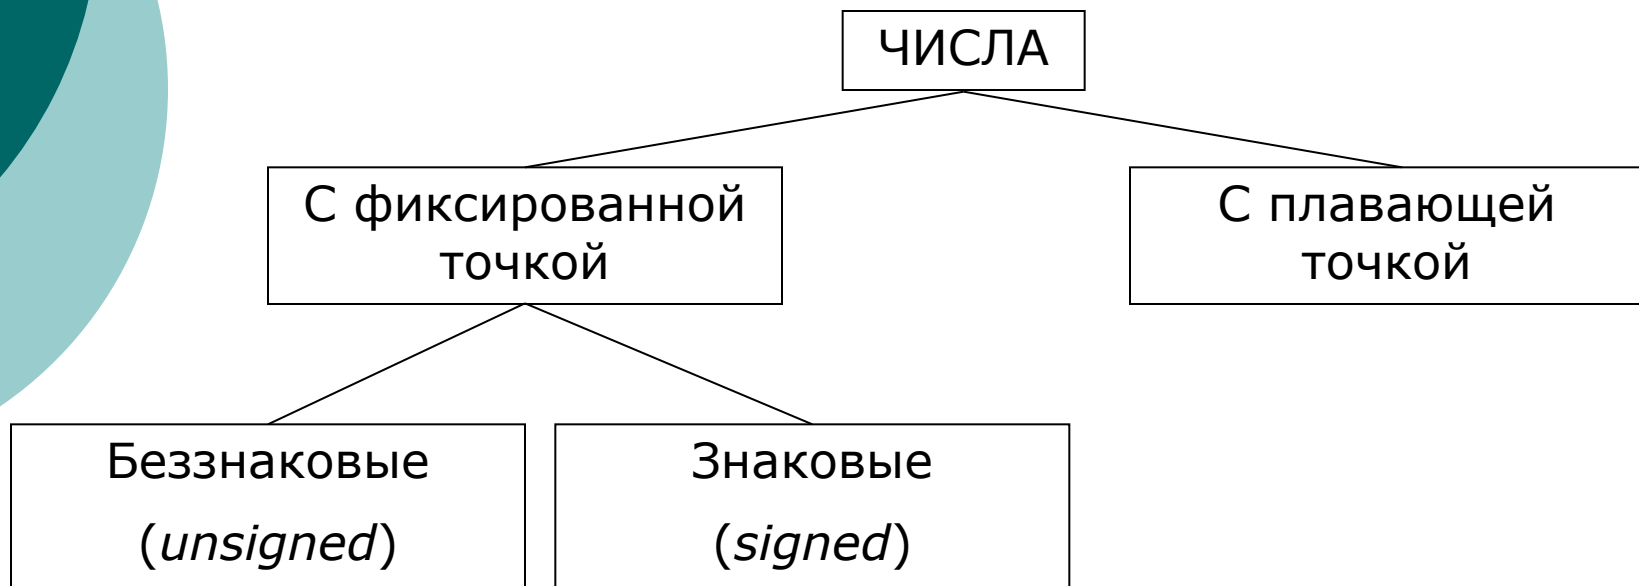 ЧИСЛА
С фиксированной
точкой
С плавающей
точкой
Беззнаковые
(unsigned)
Знаковые
(signed)